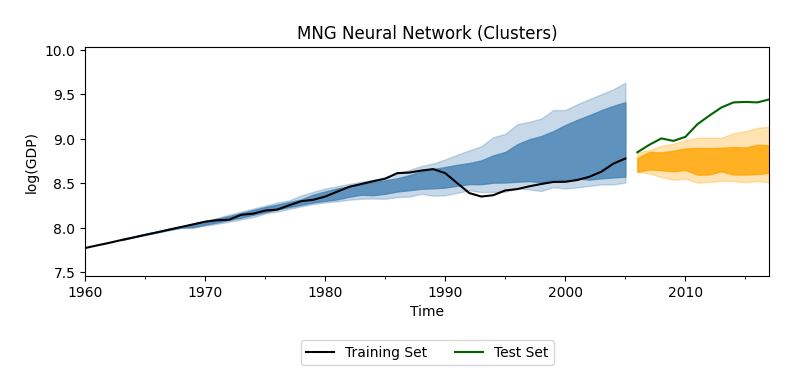 MNG Neural Network (Clusters)
10.0
9.5
9.0
8.5
8.0
7.5
log(GDP)
1960 1970 1980 1990 2000 2010
Time
Training Set Test Set